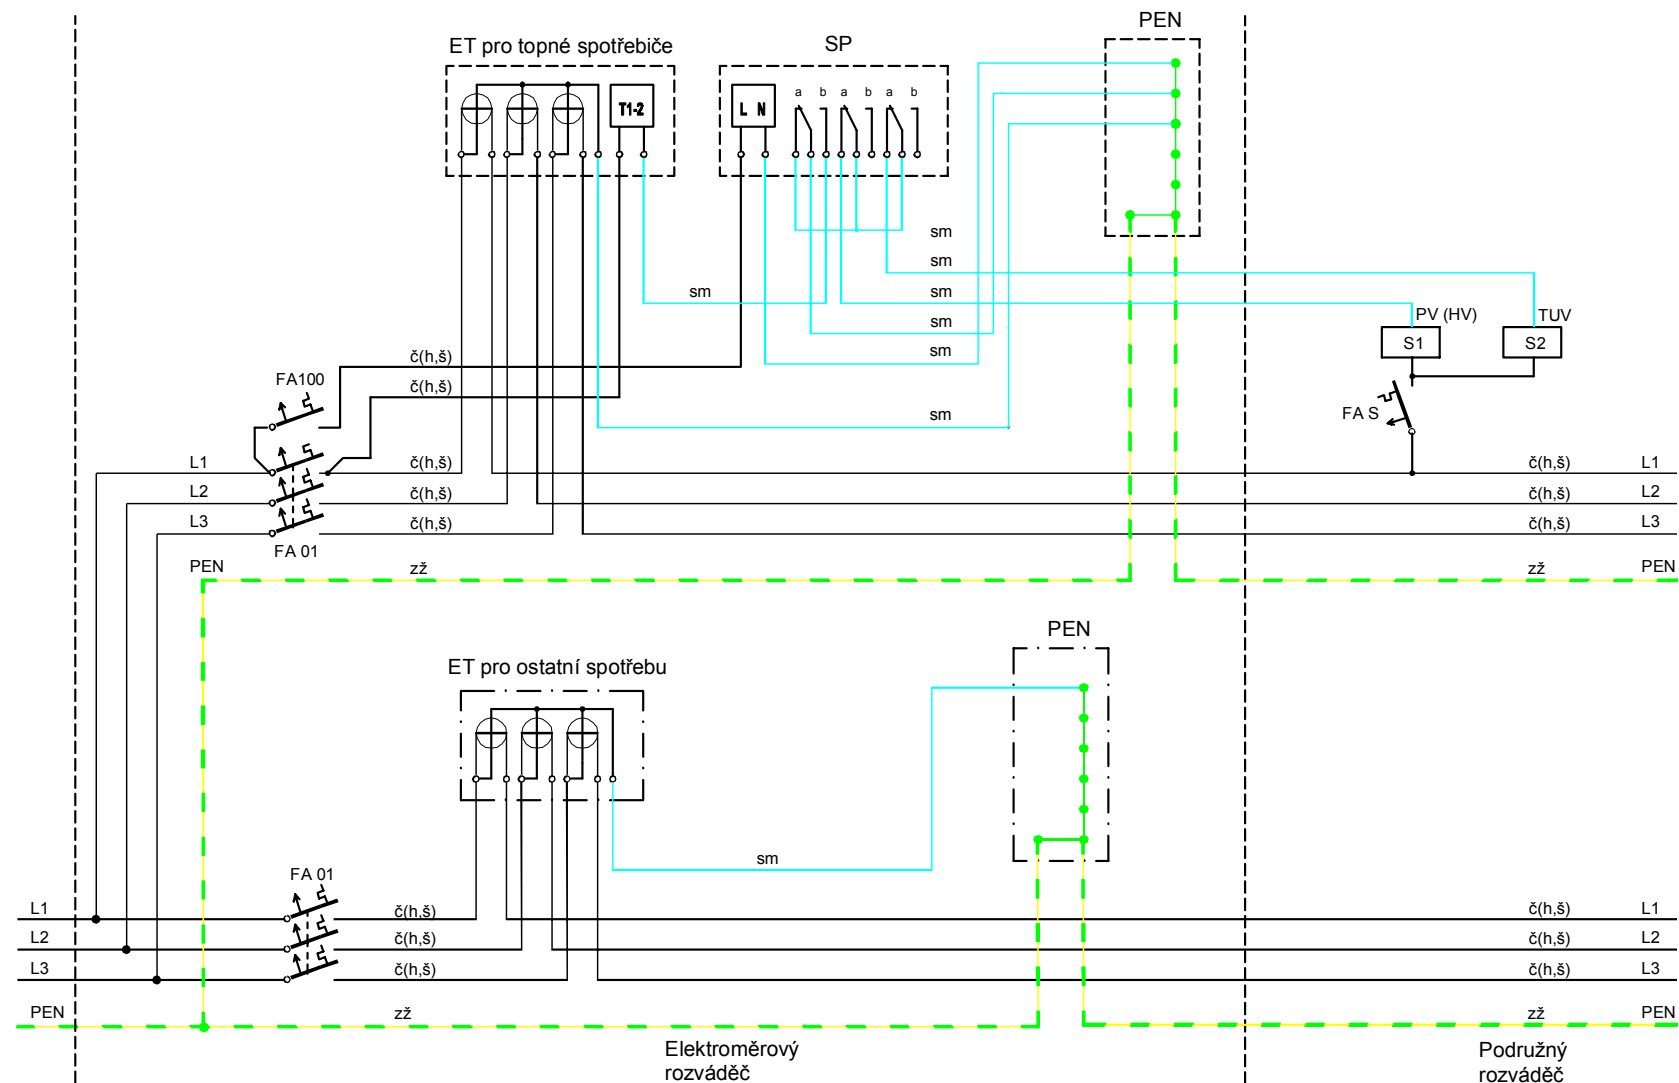 PEN
ET pro topné spotřebiče
SP
T1-2
L N
a b a b a b
sm
sm
sm
sm
sm
sm
sm
PV (HV)
TUV
S1
S2
FA S
č(h,š)
FA100
č(h,š)
L1
č(h,š)
č(h,š)
L1
L2
č(h,š)
č(h,š)
L2
L3
č(h,š)
č(h,š)
L3
FA 01
PEN
zž
zž
PEN
PEN
ET pro ostatní spotřebu
sm
FA 01
L1
č(h,š)
č(h,š)
L1
L2
č(h,š)
č(h,š)
L2
L3
č(h,š)
č(h,š)
L3
PEN
zž
zž
PEN
Elektroměrový
rozváděč
Podružný
rozváděč